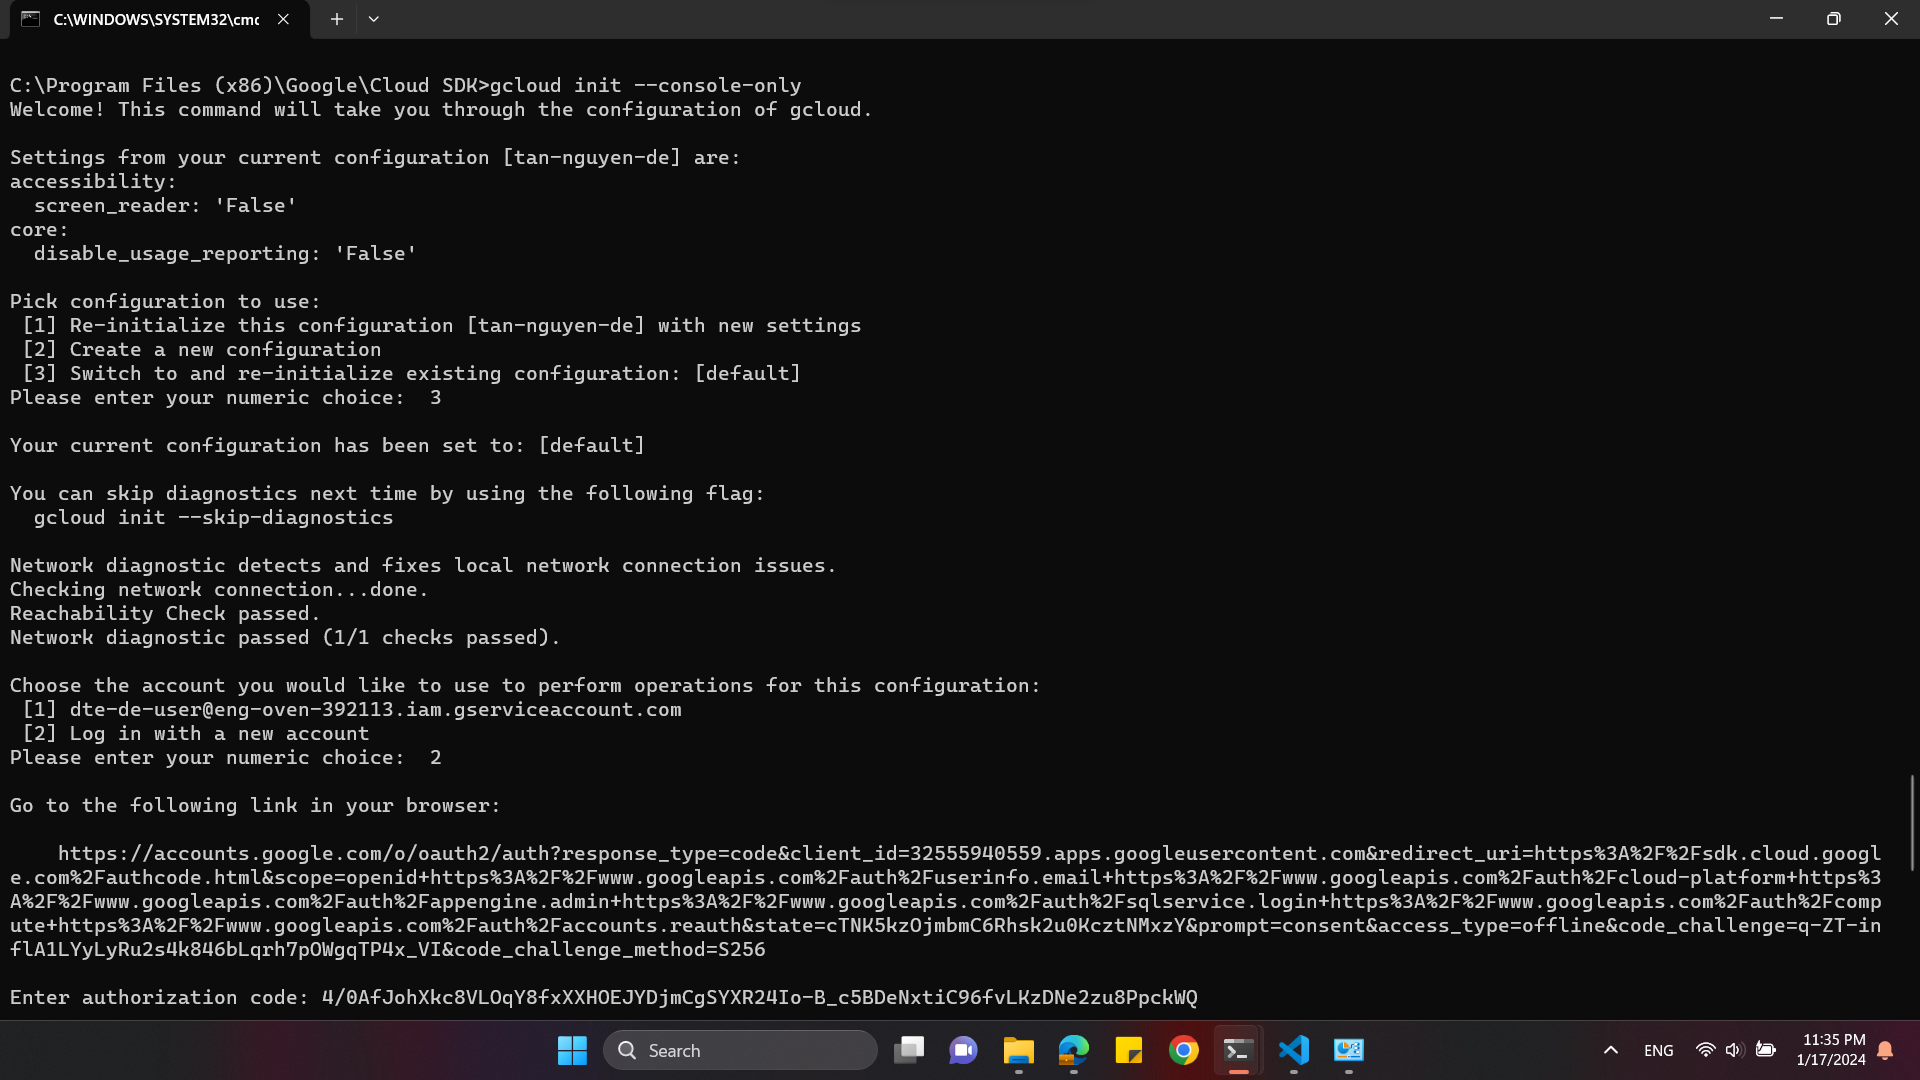 C:\WINDOWS\SYSTEM32\cmd
C:\Program Files (x86)\Google\Cloud SDK>gcloud init --console-only
Welcome! This command will take you through the configuration of gcloud.
Settings from your current configuration [tan-nguyen-de] are:
accessibility:
  screen_reader: 'False'
core:
  disable_usage_reporting: 'False'
Pick configuration to use:
 [1] Re-initialize this configuration [tan-nguyen-de] with new settings
 [2] Create a new configuration
 [3] Switch to and re-initialize existing configuration: [default]
Please enter your numeric choice:  3
Your current configuration has been set to: [default]
You can skip diagnostics next time by using the following flag:
  gcloud init --skip-diagnostics
Network diagnostic detects and fixes local network connection issues.
Checking network connection...done.
Reachability Check passed.
Network diagnostic passed (1/1 checks passed).
Choose the account you would like to use to perform operations for this configuration:
 [1] dte-de-user@eng-oven-392113.iam.gserviceaccount.com
 [2] Log in with a new account
Please enter your numeric choice:  2
Go to the following link in your browser:
    https://accounts.google.com/o/oauth2/auth?response_type=code&client_id=32555940559.apps.googleusercontent.com&redirect_uri=https%3A%2F%2Fsdk.cloud.googl
e.com%2Fauthcode.html&scope=openid+https%3A%2F%2Fwww.googleapis.com%2Fauth%2Fuserinfo.email+https%3A%2F%2Fwww.googleapis.com%2Fauth%2Fcloud-platform+https%3
A%2F%2Fwww.googleapis.com%2Fauth%2Fappengine.admin+https%3A%2F%2Fwww.googleapis.com%2Fauth%2Fsqlservice.login+https%3A%2F%2Fwww.googleapis.com%2Fauth%2Fcomp
ute+https%3A%2F%2Fwww.googleapis.com%2Fauth%2Faccounts.reauth&state=cTNK5kzOjmbmC6Rhsk2u0KcztNMxzY&prompt=consent&access_type=offline&code_challenge=q-ZT-in
flA1LYyLyRu2s4k846bLqrh7pOWgqTP4x_VI&code_challenge_method=S256
Enter authorization code: 4/0AfJohXkc8VLOqY8fxXXHOEJYDjmCgSYXR24Io-B_c5BDeNxtiC96fvLKzDNe2zu8PpckWQ
Search
ENG
11:35 PM
1/17/2024